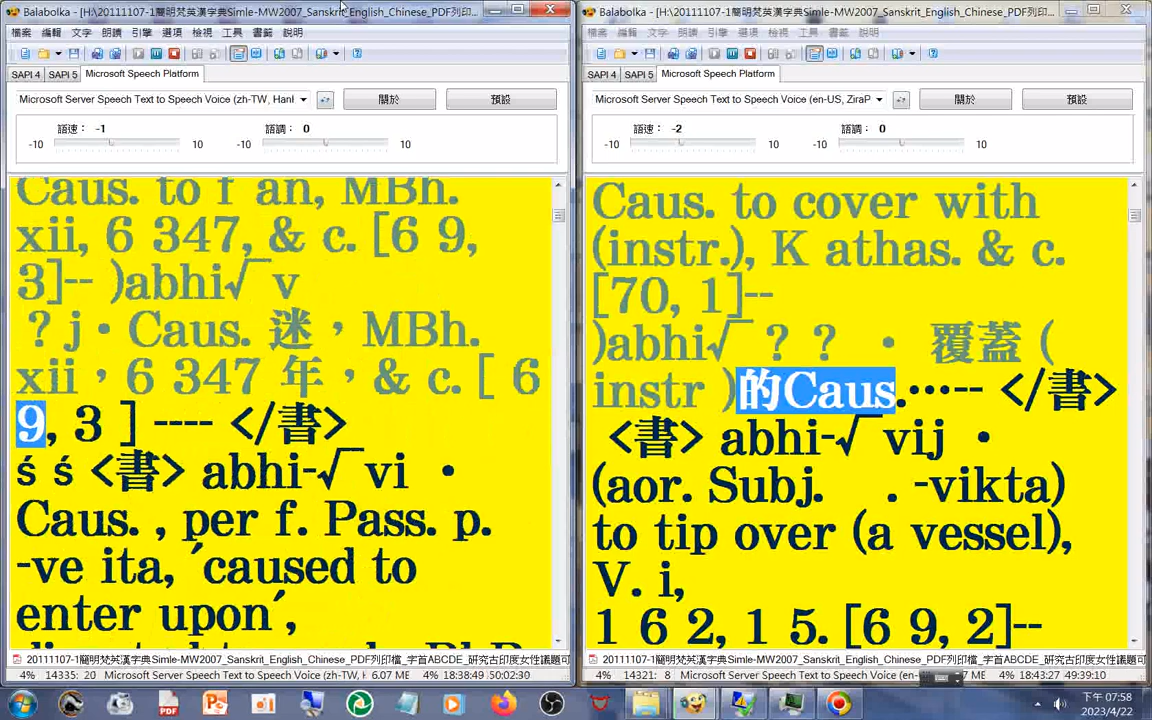 Balabolka - [H:\20111107-1簡明梵英漢字典Simle-MW2007_Sanskrit_English_Chinese_PDF列印...
檔案 編輯 文字 朗讀 引擎 選項 檢視 工具 書籤 說明
SAPI 4 SAPI 5 Microsoft Speech Platform
Microsoft Server Speech Text to Speech Voice (zh-TW, Hanl
關於 預設
語速: -1 語調: 0
-10 10 -10 10
Caus. to f an, MBh.
xii, 6 347, & c. [6 9,
3]-- )abhi√ v
? j • Caus. 迷，MBh.
xii，6 347 年，& c. [ 6
9, 3 ] ---- </書>
ś ś <書> abhi-√ vi •
Caus. , per f. Pass. p.
-ve ita, ´caused to
enter upon´,
20111107-1簡明梵英漢字典Simle-MW2007_Sanskrit_English_Chinese_PDF列印檔_字首ABCDE_研究古印度女性議題可
4% 14335: 20 Microsoft Server Speech Text to Speech Voice (zh-TW, H 6.07 ME 4% 18:38:49 50:02:30
Balabolka - [H:\20111107-1簡明梵英漢字典Simle-MW2007_Sanskrit_English_Chinese_PDF列印...
檔案 編輯 文字 朗讀 引擎 選項 檢視 工具 書籤 說明
SAPI 4 SAPI 5 Microsoft Speech Platform
Microsoft Server Speech Text to Speech Voice (en-US, ZiraP
關於 預設
語速: -2 語調: 0
-10 10 -10 10
Caus. to cover with
(instr.), K athas. & c.
[70, 1]--
)abhi√ ? ? • 覆蓋 (
instr )的Caus.…-- </書>
<書> abhi-√ vij •
(aor. Subj. . -vikta)
to tip over (a vessel),
V. i,
1 6 2, 1 5. [6 9, 2]--
20111107-1簡明梵英漢字典Simle-MW2007_Sanskrit_English_Chinese_PDF列印檔_字首ABCDE_研究古印度女性議題可
4% 14321: 8 Microsoft Server Speech Text to Speech Voice (en-US 4% 18:43:27 49:39:10
下午 07:58
2023/4/22